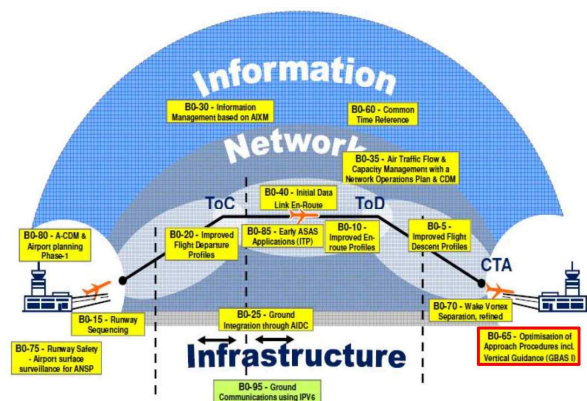 Information
B0-30 - Information
Management based on AIXM
B0-60 - Common
Time Reference
Network
B0-35 - Air Traffic Flow &
Capacity Management with a
Network Operations Plan & CDM
B0-40 - Initial Data
Link En-Route
ToC
ToD
B0-80 - A-CDM &
Airport planning
Phase-1
B0-20 - Improved
Flight Departure
Profiles
B0-85 - Early ASAS
Applications (ITP)
B0-10 -
Improved En-
route Profiles
B0-5 -
Improved Flight
Descent Profiles
CTA
B0-15 - Runway
Sequencing
B0-25 - Ground
Integration through AIDC
B0-70 - Wake Vortex
Separation, refined
B0-75 - Runway Safety
- Airport surface
surveillance for ANSP
Infrastructure
B0-65 - Optimisation of
Approach Procedures incl.
Vertical Guidance (GBAS I)
B0-95 - Ground
Communications using IPV6